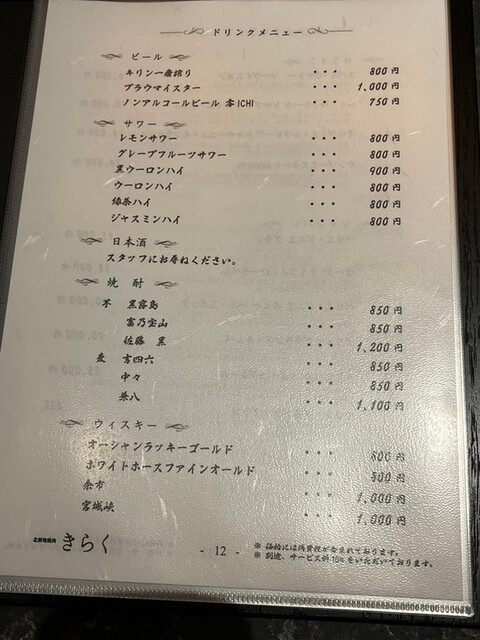 ドリンクメニュー
ビール
キリン一番搾り ・・・ 800円
ブラウマイスター ・・・ 1,000円
ノンアルコールビール 零ICHI ・・・ 750円
サワー
レモンサワー ・・・ 800円
グレープフルーツサワー ・・・ 800円
黒ウーロンハイ ・・・ 900円
ウーロンハイ ・・・ 800円
緑茶ハイ ・・・ 800円
ジャスミンハイ ・・・ 800円
日本酒
スタッフにお尋ねください。
焼酎
芋 黒霧島 ・・・ 850円
富乃宝山 ・・・ 850円
佐藤 黒 ・・・ 1,200円
麦 吉四六 ・・・ 850円
中々 ・・・ 850円
兼八 ・・・ 1,100円
ウィスキー
オーシャンラッキーゴールド ・・・ 800円
ホワイトホースファインオールド ・・・ 800円
余市 ・・・ 1,000円
宮城峡 ・・・ 1,000円
北新地焼肉 きらく
- 12 -
※ 価格には消費税が含まれております。
※ 別途、サービス料10%をいただいております。